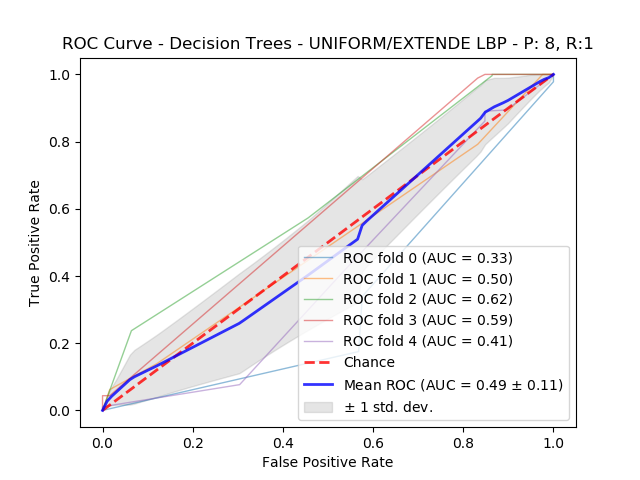 ROC Curve - Decision Trees - UNIFORM/EXTENDE LBP - P: 8, R:1
1.0
0.8
0.6
0.4
0.2
0.0
True Positive Rate
ROC fold 0 (AUC = 0.33)
ROC fold 1 (AUC = 0.50)
ROC fold 2 (AUC = 0.62)
ROC fold 3 (AUC = 0.59)
ROC fold 4 (AUC = 0.41)
Chance
Mean ROC (AUC = 0.49 ± 0.11)
± 1 std. dev.
0.0 0.2 0.4 0.6 0.8 1.0
False Positive Rate